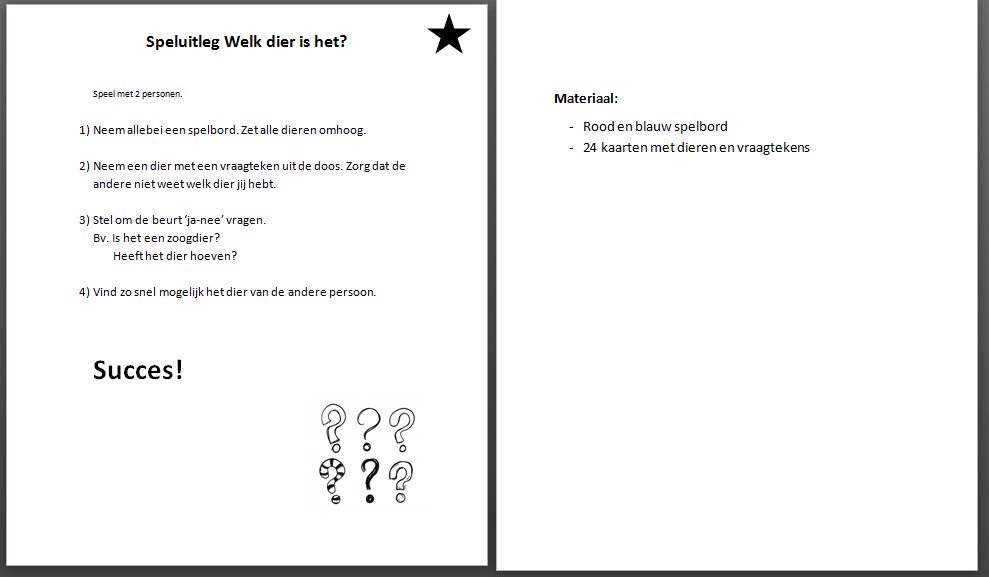 Speluitleg Welk dier is het?
Speel met 2 personen.
1) Neem allebei een spelbord. Zet alle dieren omhoog.
2) Neem een dier met een vraagteken uit de doos. Zorg dat de
andere niet weet welk dier jij hebt.
3) Stel om de beurt ‘ja-nee’ vragen.
Bv. Is het een zoogdier?
Heeft het dier hoeven?
4) Vind zo snel mogelijk het dier van de andere persoon.
Succes!
? ? ?
? ? ?
Materiaal:
- Rood en blauw spelbord
- 24 kaarten met dieren en vraagtekens